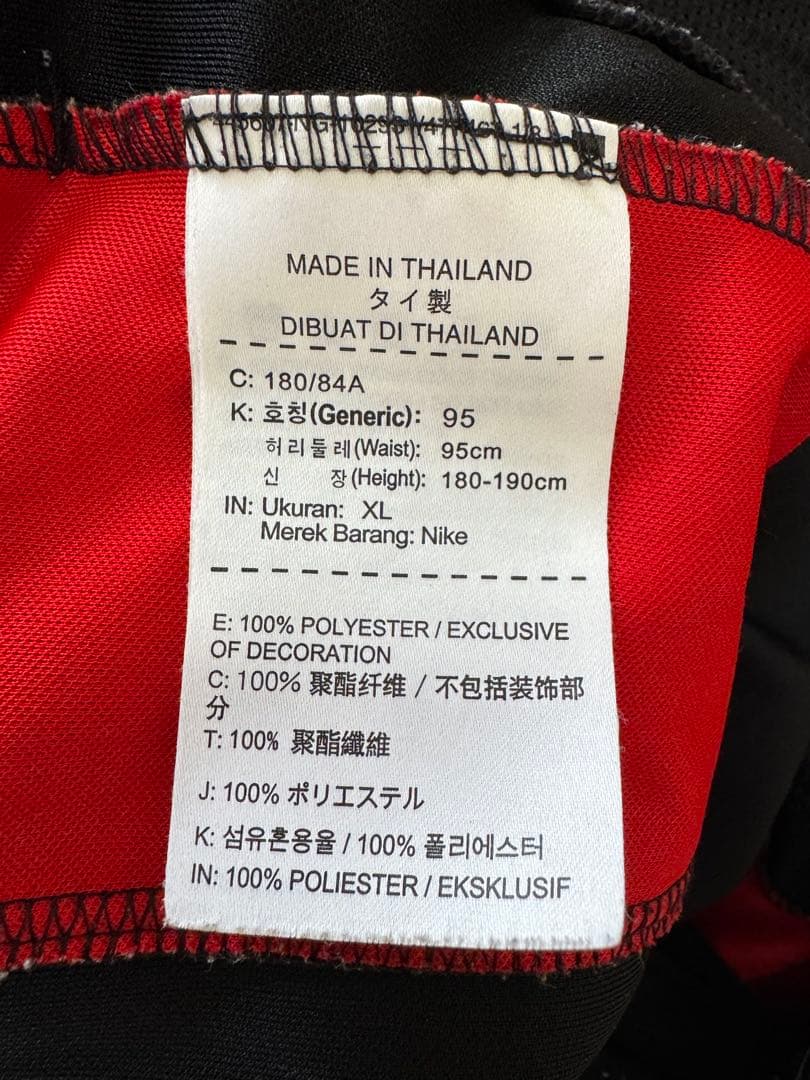 MADE IN THAILAND
タイ製
DIBUAT DI THAILAND
C: 180/84A
K: 호칭(Generic): 95
허리둘레(Waist): 95cm
신 장(Height): 180-190cm
IN: Ukuran: XL
Merek Barang: Nike
E: 100% POLYESTER / EXCLUSIVE
OF DECORATION
C: 100% 聚酯纤维 / 不包括装饰部
分
T: 100% 聚酯纖維
J: 100% ポリエステル
K: 섬유혼용율 / 100% 폴리에스터
IN: 100% POLIESTER / EKSKLUSIF